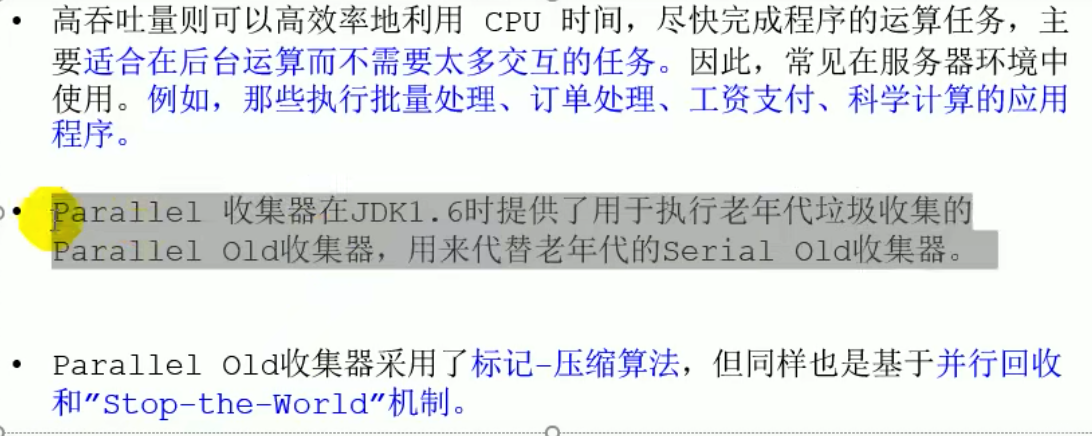 • 高吞吐量则可以高效率地利用 CPU 时间，尽快完成程序的运算任务，主
要适合在后台运算而不需要太多交互的任务。因此，常见在服务器环境中
使用。例如，那些执行批量处理、订单处理、工资支付、科学计算的应用
程序。
• Parallel 收集器在JDK1.6时提供了用于执行老年代垃圾收集的
Parallel Old收集器，用来代替老年代的Serial Old收集器。
• Parallel Old收集器采用了标记-压缩算法，但同样也是基于并行回收
和"Stop-the-World"机制。